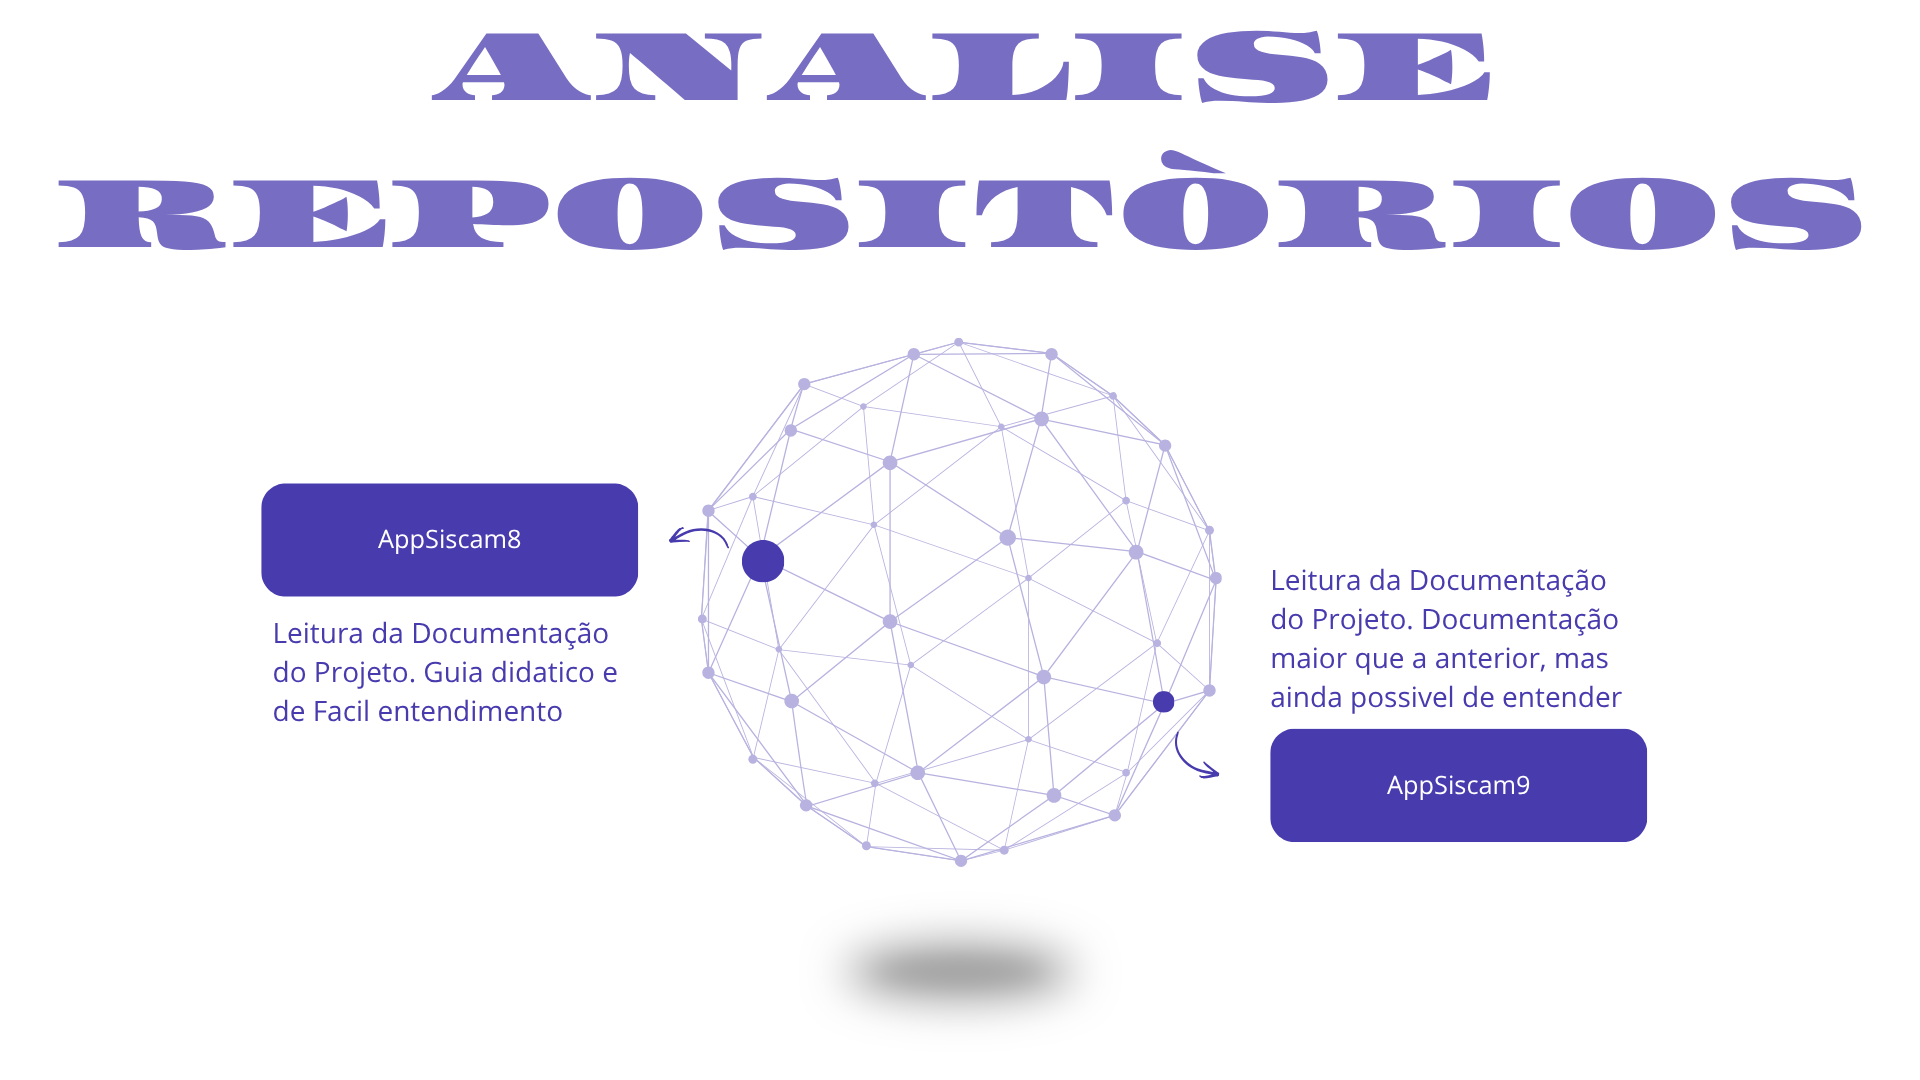 ANALISE
REPOSITÒRIOS
AppSiscam8
Leitura da Documentação
do Projeto. Guia didatico e
de Facil entendimento
Leitura da Documentação
do Projeto. Documentação
maior que a anterior, mas
ainda possivel de entender
AppSiscam9